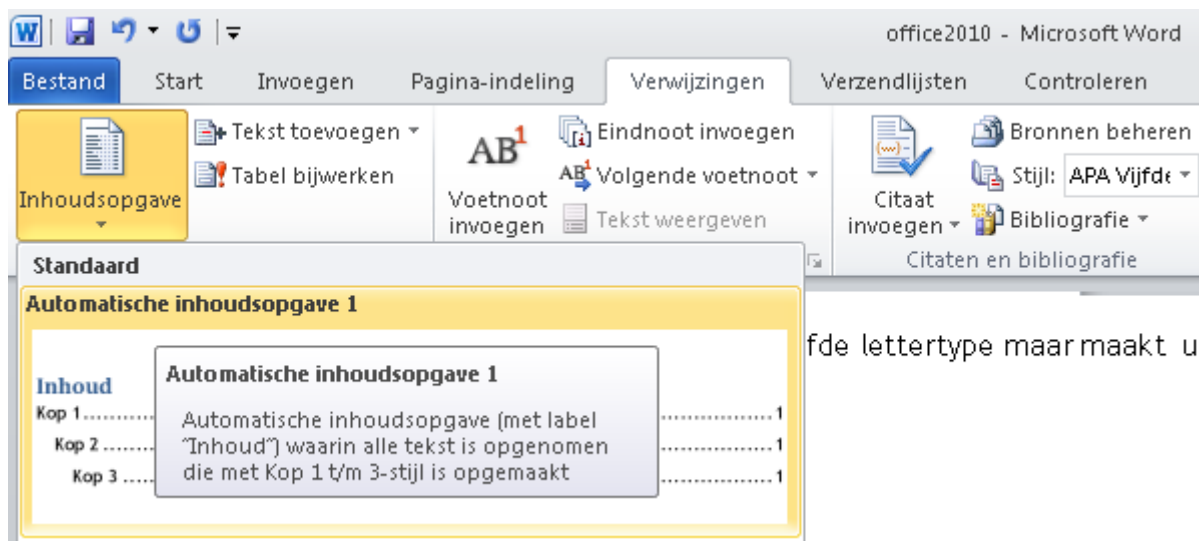 office2010 - Microsoft Word
Bestand Start Invoegen Pagina-indeling Verwijzingen Verzendlijsten Controleren
Inhoudsopgave
Tekst toevoegen
Tabel bijwerken
AB1
Voetnoot
invoegen
Eindnoot invoegen
AB1 Volgende voetnoot
Tekst weergeven
Citaat
invoegen
Bronnen beheren
Stijl: APA Vijfde
Bibliografie
Citaten en bibliografie
Standaard
Automatische inhoudsopgave 1
Inhoud
Kop 1 1
Kop 2 1
Kop 3 1
Automatische inhoudsopgave 1
Automatische inhoudsopgave (met label
"Inhoud") waarin alle tekst is opgenomen
die met Kop 1 t/m 3-stijl is opgemaakt
fde lettertype maar maakt u